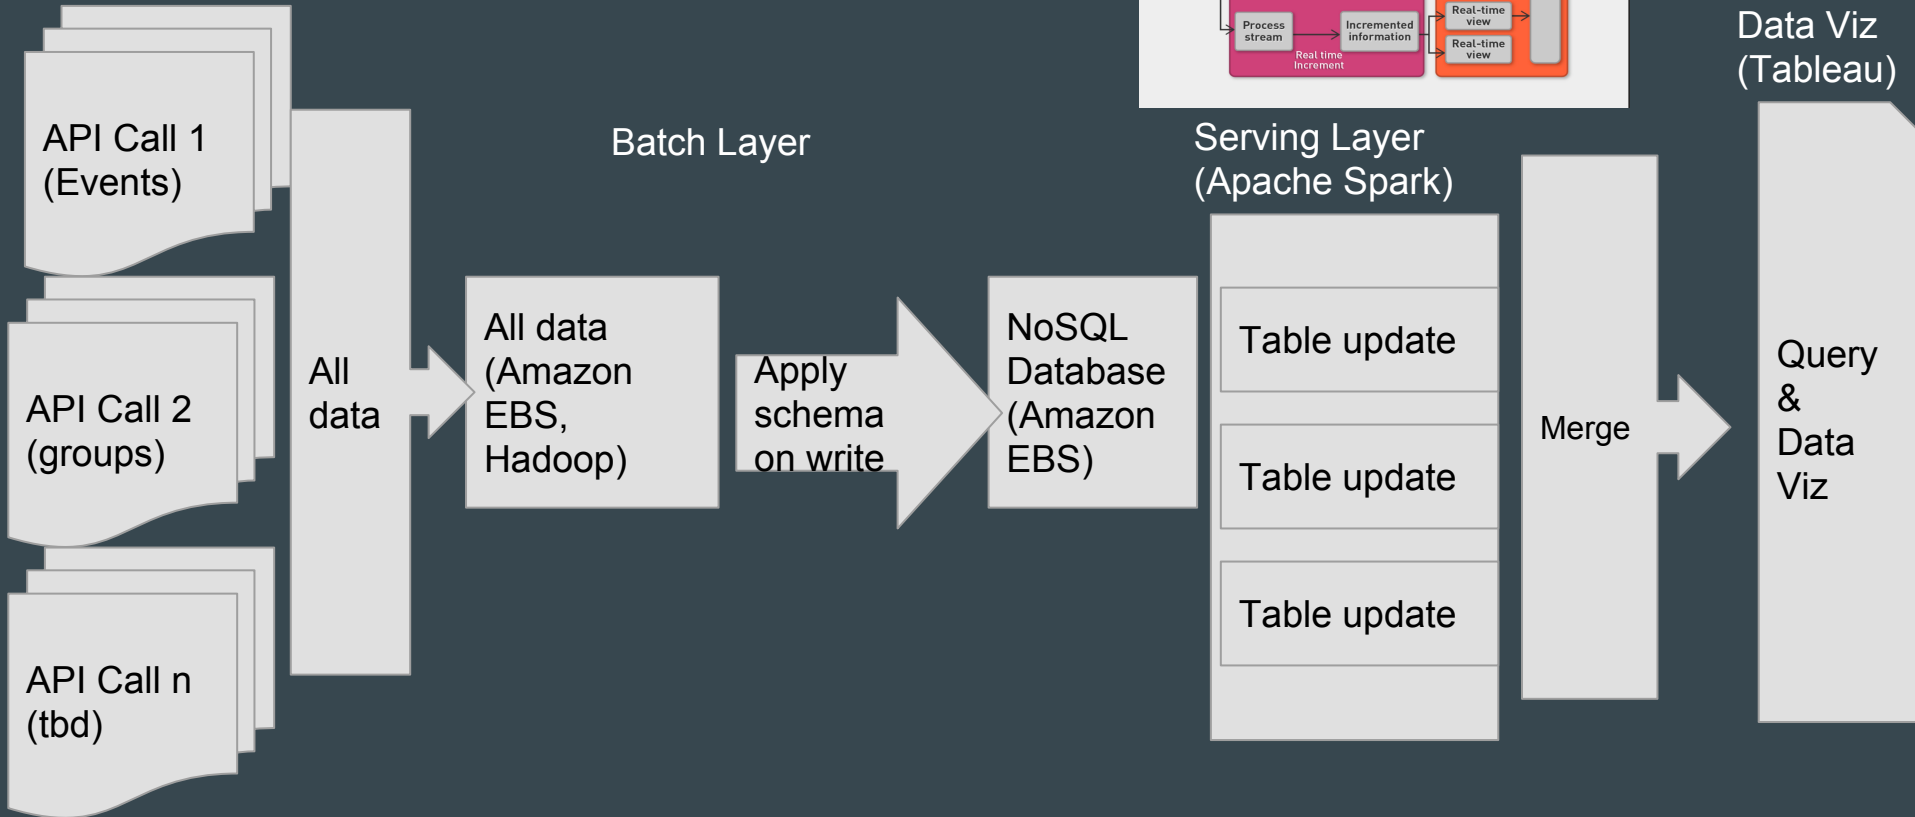 Process
stream
Incremented
information
Real-time
view
Real-time
view
Real time
Increment
Data Viz
(Tableau)
API Call 1
(Events)
Batch Layer
Serving Layer
(Apache Spark)
API Call 2
(groups)
API Call n
(tbd)
All
data
All data
(Amazon
EBS,
Hadoop)
Apply
schema
on write
NoSQL
Database
(Amazon
EBS)
Table update
Table update
Table update
Merge
Query
&
Data
Viz